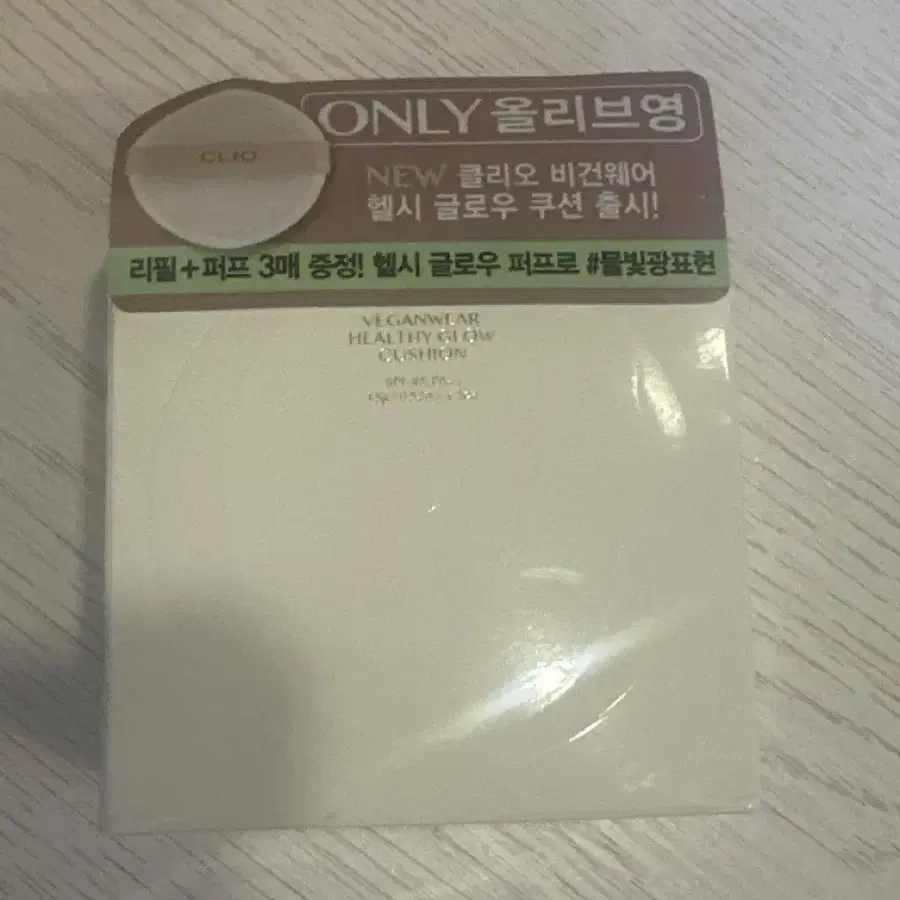 CLIO
ONLY 올리브영
NEW 클리오 비건웨어
헬시 글로우 쿠션 출시!
리필+퍼프 3매 증정! 헬시 글로우 퍼프로 #물빛광표현
VEGANWEAR
HEALTHY GLOW
CUSHION